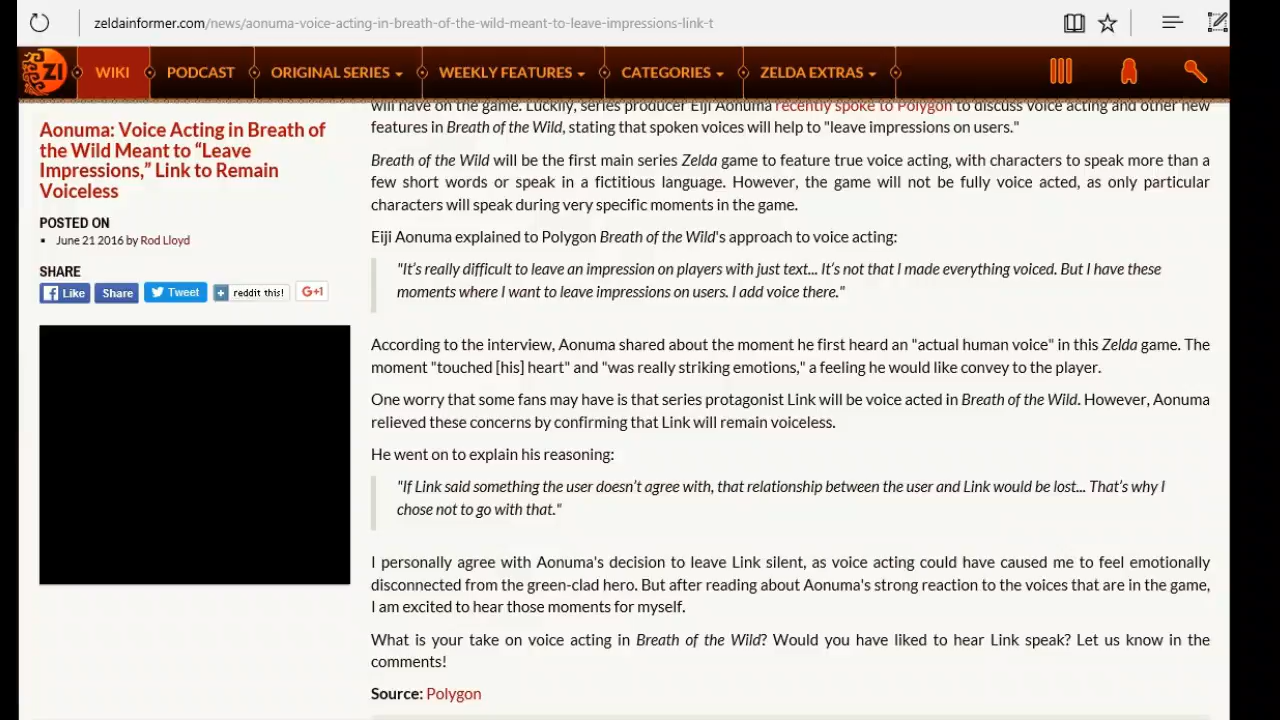 zeldainformer.com/news/aonuma-voice-acting-in-breath-of-the-wild-meant-to-leave-impressions-link-t
ZI
WIKI
PODCAST
ORIGINAL SERIES
WEEKLY FEATURES
CATEGORIES
ZELDA EXTRAS
Aonuma: Voice Acting in Breath of
the Wild Meant to “Leave
Impressions,” Link to Remain
Voiceless
POSTED ON
June 21 2016 by Rod Lloyd
SHARE
Like
Share
Tweet
reddit this!
G+1
will have on the game. Luckily, series producer Eiji Aonuma recently spoke to Polygon to discuss voice acting and other new
features in Breath of the Wild, stating that spoken voices will help to "leave impressions on users."
Breath of the Wild will be the first main series Zelda game to feature true voice acting, with characters to speak more than a
few short words or speak in a fictitious language. However, the game will not be fully voice acted, as only particular
characters will speak during very specific moments in the game.
Eiji Aonuma explained to Polygon Breath of the Wild's approach to voice acting:
"It’s really difficult to leave an impression on players with just text... It’s not that I made everything voiced. But I have these
moments where I want to leave impressions on users. I add voice there."
According to the interview, Aonuma shared about the moment he first heard an "actual human voice" in this Zelda game. The
moment "touched [his] heart" and "was really striking emotions," a feeling he would like convey to the player.
One worry that some fans may have is that series protagonist Link will be voice acted in Breath of the Wild. However, Aonuma
relieved these concerns by confirming that Link will remain voiceless.
He went on to explain his reasoning:
"If Link said something the user doesn’t agree with, that relationship between the user and Link would be lost... That’s why I
chose not to go with that."
I personally agree with Aonuma's decision to leave Link silent, as voice acting could have caused me to feel emotionally
disconnected from the green-clad hero. But after reading about Aonuma's strong reaction to the voices that are in the game,
I am excited to hear those moments for myself.
What is your take on voice acting in Breath of the Wild? Would you have liked to hear Link speak? Let us know in the
comments!
Source: Polygon